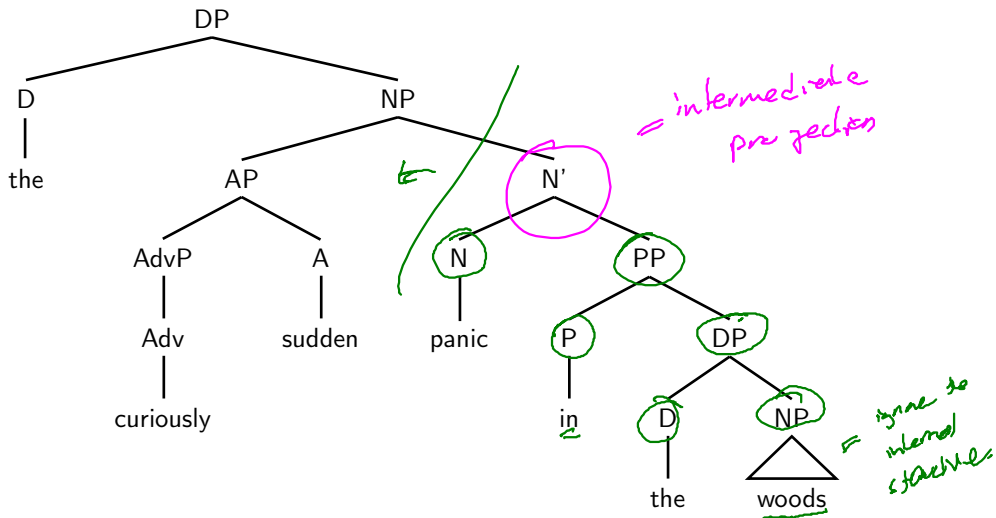 DP
D NP
= intermediate
projection
the AP N'
AdvP A N PP
Adv sudden panic P DP
curiously in D NP
= ignore the
internal
structure
the woods